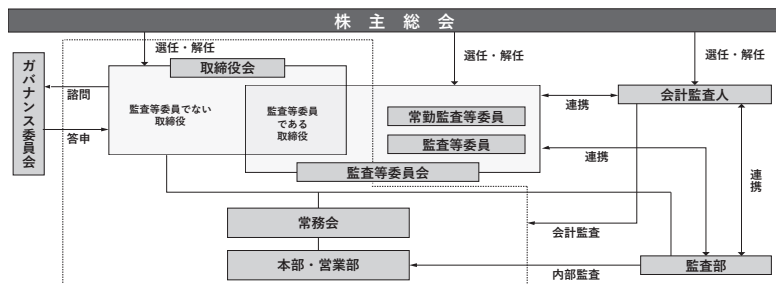 株主総会
選任・解任
選任・解任
選任・解任
ガバナンス委員会
諮問
答申
取締役会
監査等委員でない
取締役
監査等委員
である
取締役
常勤監査等委員
監査等委員
監査等委員会
連携
会計監査人
連携
連携
常務会
会計監査
本部・営業部
内部監査
監査部